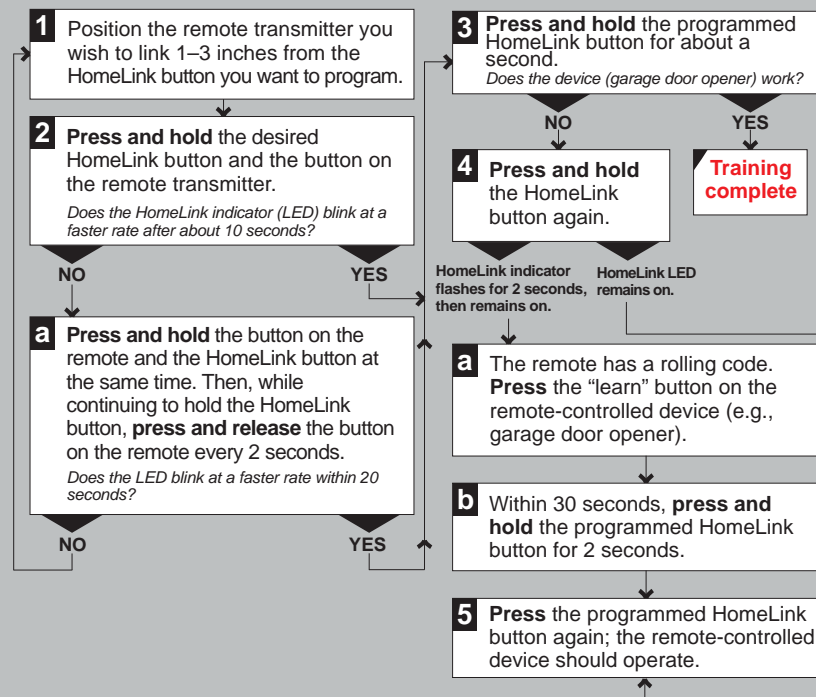 1 Position the remote transmitter you
wish to link 1–3 inches from the
HomeLink button you want to program.
2 Press and hold the desired
HomeLink button and the button on
the remote transmitter.
Does the HomeLink indicator (LED) blink at a
faster rate after about 10 seconds?
NO YES
a Press and hold the button on the
remote and the HomeLink button at
the same time. Then, while
continuing to hold the HomeLink
button, press and release the button
on the remote every 2 seconds.
Does the LED blink at a faster rate within 20
seconds?
NO YES
3 Press and hold the programmed
HomeLink button for about a
second.
Does the device (garage door opener) work?
NO YES
4 Press and hold
the HomeLink
button again.
Training
complete
HomeLink indicator
flashes for 2 seconds,
then remains on.
HomeLink LED
remains on.
a The remote has a rolling code.
Press the “learn” button on the
remote-controlled device (e.g.,
garage door opener).
b Within 30 seconds, press and
hold the programmed HomeLink
button for 2 seconds.
5 Press the programmed HomeLink
button again; the remote-controlled
device should operate.